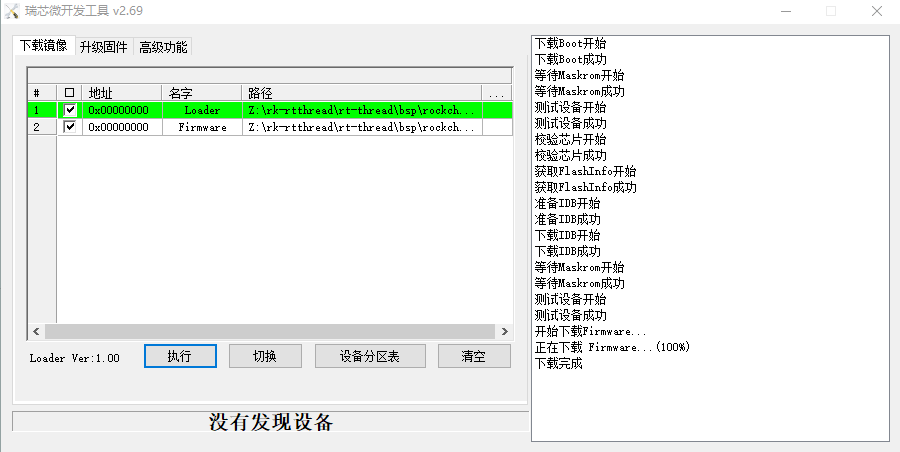 瑞芯微开发工具 v2.69
下载镜像 升级固件 高级功能
# 地址 名字 路径 ...
1 0x00000000 Loader Z:\rk-rtthread\rt-thread\bsp\rockch...
2 0x00000000 Firmware Z:\rk-rtthread\rt-thread\bsp\rockch...
Loader Ver:1.00 执行 切换 设备分区表 清空
没有发现设备
下载Boot开始
下载Boot成功
等待Maskrom开始
等待Maskrom成功
测试设备开始
测试设备成功
校验芯片开始
校验芯片成功
获取FlashInfo开始
获取FlashInfo成功
准备IDB开始
准备IDB成功
下载IDB开始
下载IDB成功
等待Maskrom开始
等待Maskrom成功
测试设备开始
测试设备成功
开始下载Firmware...
正在下载 Firmware...(100%)
下载完成